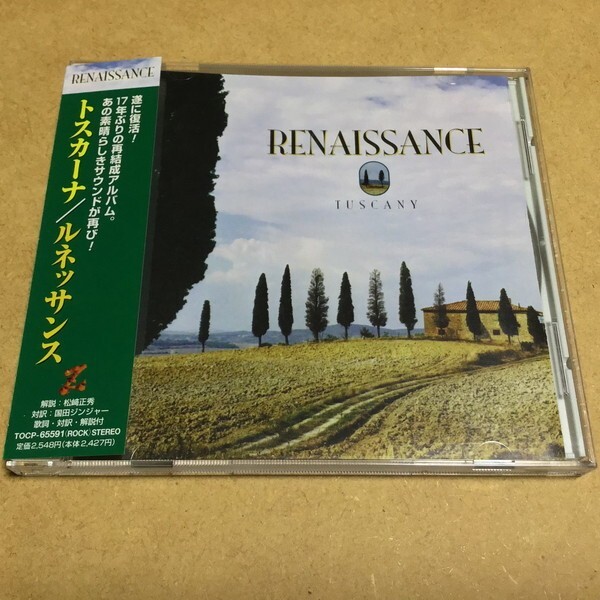 RENAISSANCE
遂に復活!
17年ぶりの再結成アルバム。
あの素晴らしきサウンドが再び!
トスカーナ/ルネッサンス
解説:松崎正秀
対訳:国田ジンジャー
歌詞・対訳・解説付
TOCP-65591(ROCK)STEREO
定価2,548円(本体2,427円)
RENAISSANCE
TUSCANY